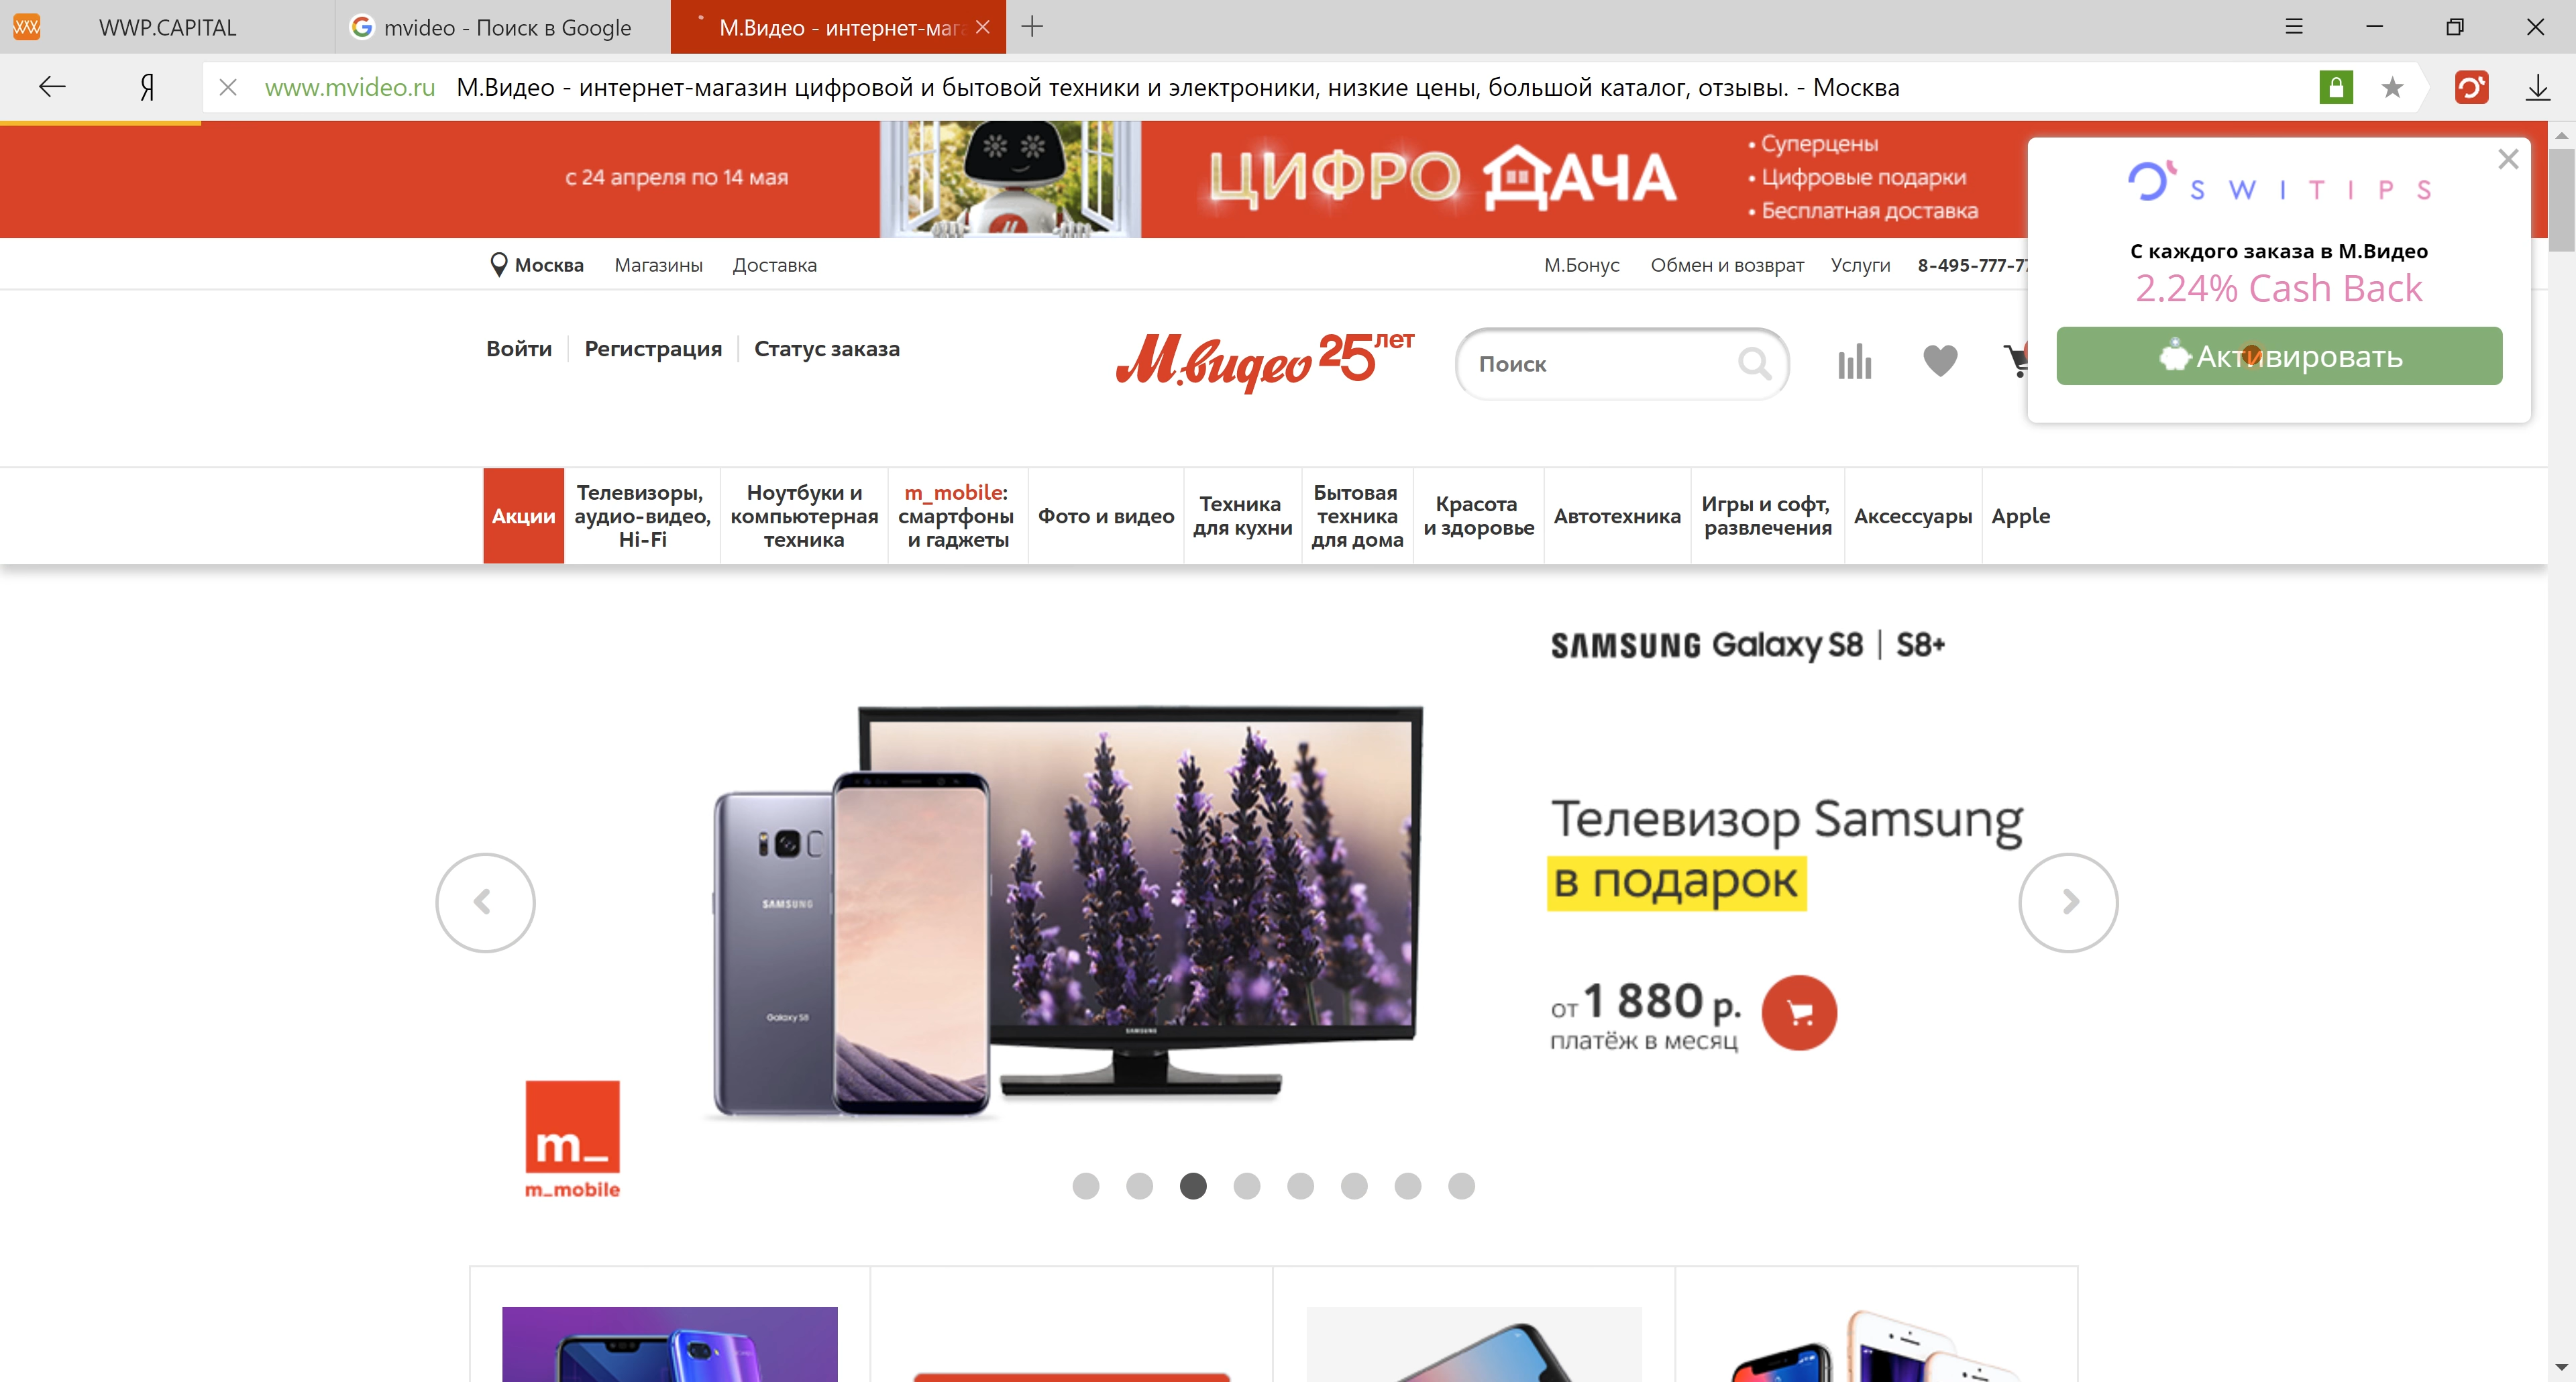 WWP.CAPITAL
mvideo - Поиск в Google
М.Видео - интернет-мага
Я
www.mvideo.ru М.Видео - интернет-магазин цифровой и бытовой техники и электроники, низкие цены, большой каталог, отзывы. - Москва
с 24 апреля по 14 мая
ЦИФРО ДАЧА
• Суперцены
• Цифровые подарки
• Бесплатная доставка
SWITIPS
С каждого заказа в М.Видео
2.24% Cash Back
Активировать
Москва
Магазины
Доставка
М.Бонус
Обмен и возврат
Услуги
8-495-777-77
Войти
Регистрация
Статус заказа
М.видео 25 лет
Поиск
Акции
Телевизоры,
аудио-видео,
Hi-Fi
Ноутбуки и
компьютерная
техника
m_mobile:
смартфоны
и гаджеты
Фото и видео
Техника
для кухни
Бытовая
техника
для дома
Красота
и здоровье
Автотехника
Игры и софт,
развлечения
Аксессуары
Apple
SAMSUNG Galaxy S8 | S8+
Телевизор Samsung
в подарок
от 1 880 р.
платёж в месяц
SAMSUNG
Galaxy S8
SAMSUNG
m_
m_mobile